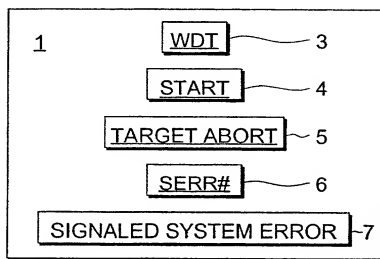 1
WDT 3
START 4
TARGET ABORT 5
SERR# 6
SIGNALED SYSTEM ERROR 7